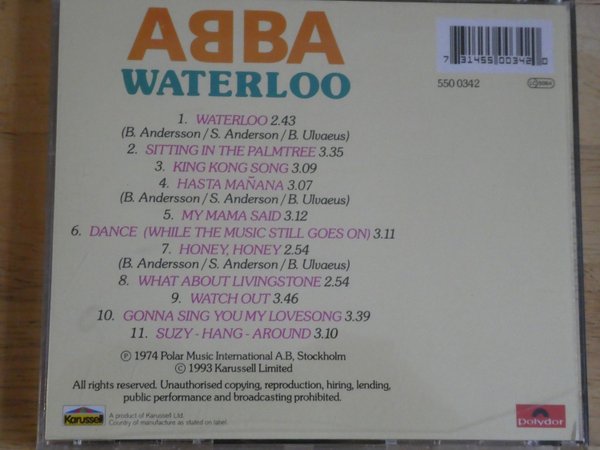 ABBA
WATERLOO
7 31455 00342 0
550 0342
1. WATERLOO 2.43
(B. Andersson / S. Anderson / B. Ulvaeus)
2. SITTING IN THE PALMTREE 3.35
3. KING KONG SONG 3.09
4. HASTA MAÑANA 3.07
(B. Andersson / S. Anderson / B. Ulvaeus)
5. MY MAMA SAID 3.12
6. DANCE (WHILE THE MUSIC STILL GOES ON) 3.11
7. HONEY, HONEY 2.54
(B. Andersson / S. Anderson / B. Ulvaeus)
8. WHAT ABOUT LIVINGSTONE 2.54
9. WATCH OUT 3.46
10. GONNA SING YOU MY LOVESONG 3.39
11. SUZY - HANG - AROUND 3.10
℗ 1974 Polar Music International A.B, Stockholm
© 1993 Karussell Limited
All rights reserved. Unauthorised copying, reproduction, hiring, lending,
public performance and broadcasting prohibited.
Karussell
A product of Karussell Ltd.
Country of manufacture as stated on label.
polydor